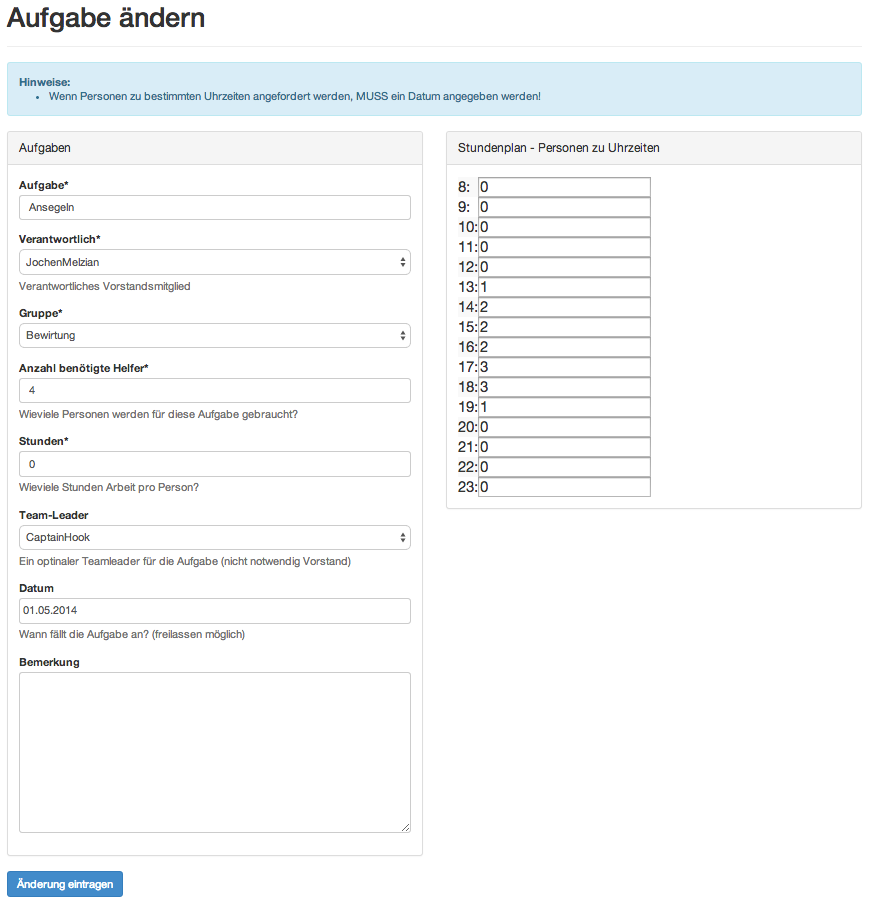 Aufgabe ändern
Hinweise:
• Wenn Personen zu bestimmten Uhrzeiten angefordert werden, MUSS ein Datum angegeben werden!
Aufgaben
Aufgabe*
Ansegeln
Verantwortlich*
JochenMelzian
Verantwortliches Vorstandsmitglied
Gruppe*
Bewirtung
Anzahl benötigte Helfer*
4
Wieviele Personen werden für diese Aufgabe gebraucht?
Stunden*
0
Wieviele Stunden Arbeit pro Person?
Team-Leader
CaptainHook
Ein optinaler Teamleader für die Aufgabe (nicht notwendig Vorstand)
Datum
01.05.2014
Wann fällt die Aufgabe an? (freilassen möglich)
Bemerkung
Änderung eintragen
Stundenplan - Personen zu Uhrzeiten
8: 0
9: 0
10: 0
11: 0
12: 0
13: 1
14: 2
15: 2
16: 2
17: 3
18: 3
19: 1
20: 0
21: 0
22: 0
23: 0